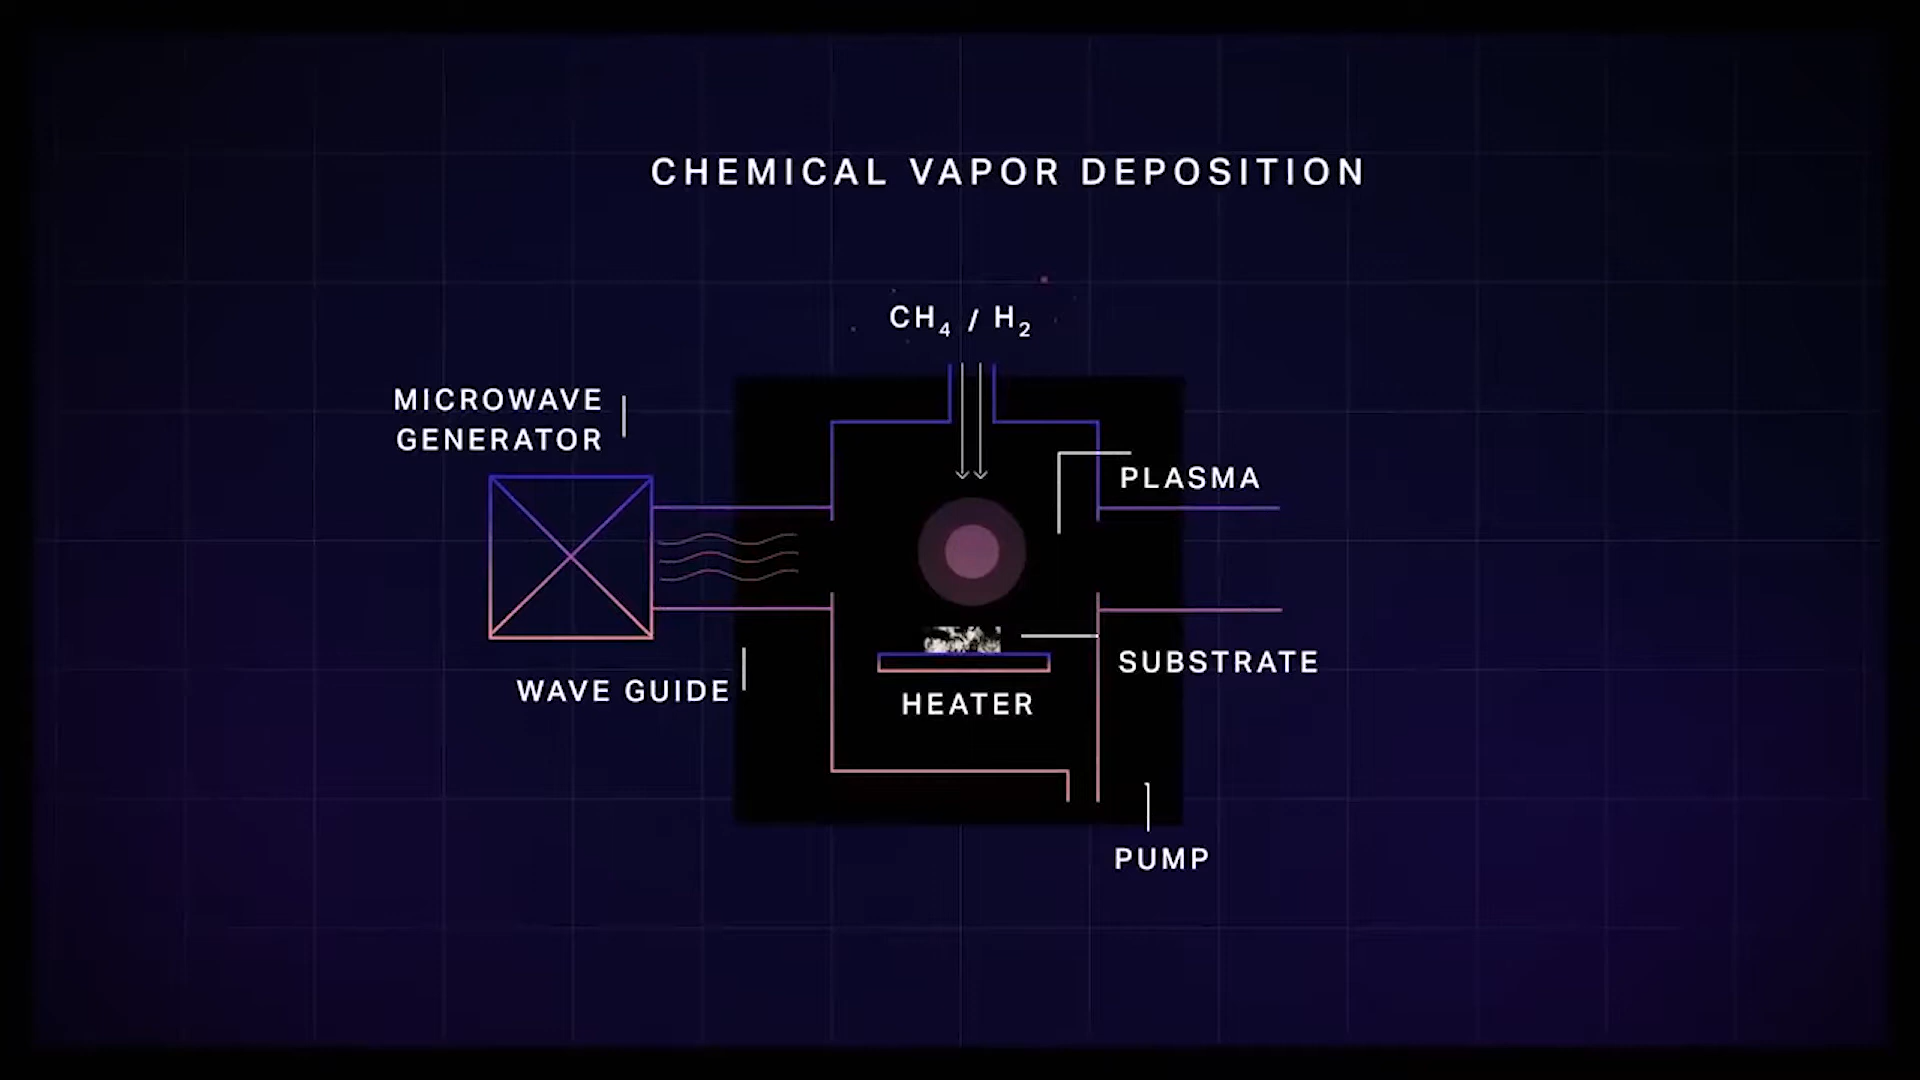 CHEMICAL VAPOR DEPOSITION
CH₄ / H₂
MICROWAVE
GENERATOR
PLASMA
SUBSTRATE
WAVE GUIDE
HEATER
PUMP